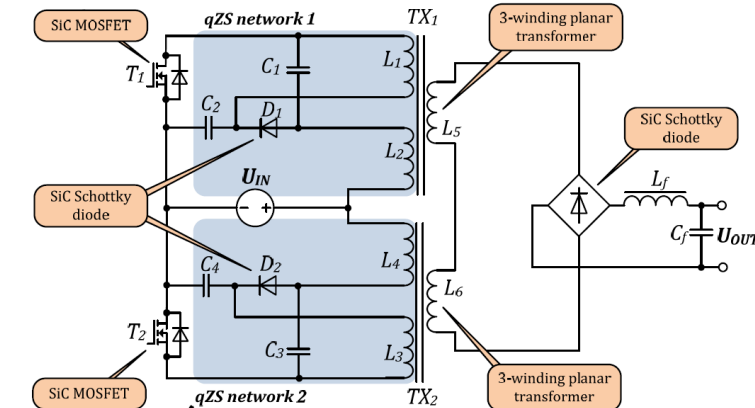 SiC MOSFET
qZS network 1
TX1
3-winding planar
transformer
T1
C1
L1
C2
D1
L5
SiC Schottky
diode
L2
UIN
- +
SiC Schottky
diode
Lf
Cf
UOUT
C4
D2
L4
L6
T2
C3
L3
SiC MOSFET
qZS network 2
TX2
3-winding planar
transformer